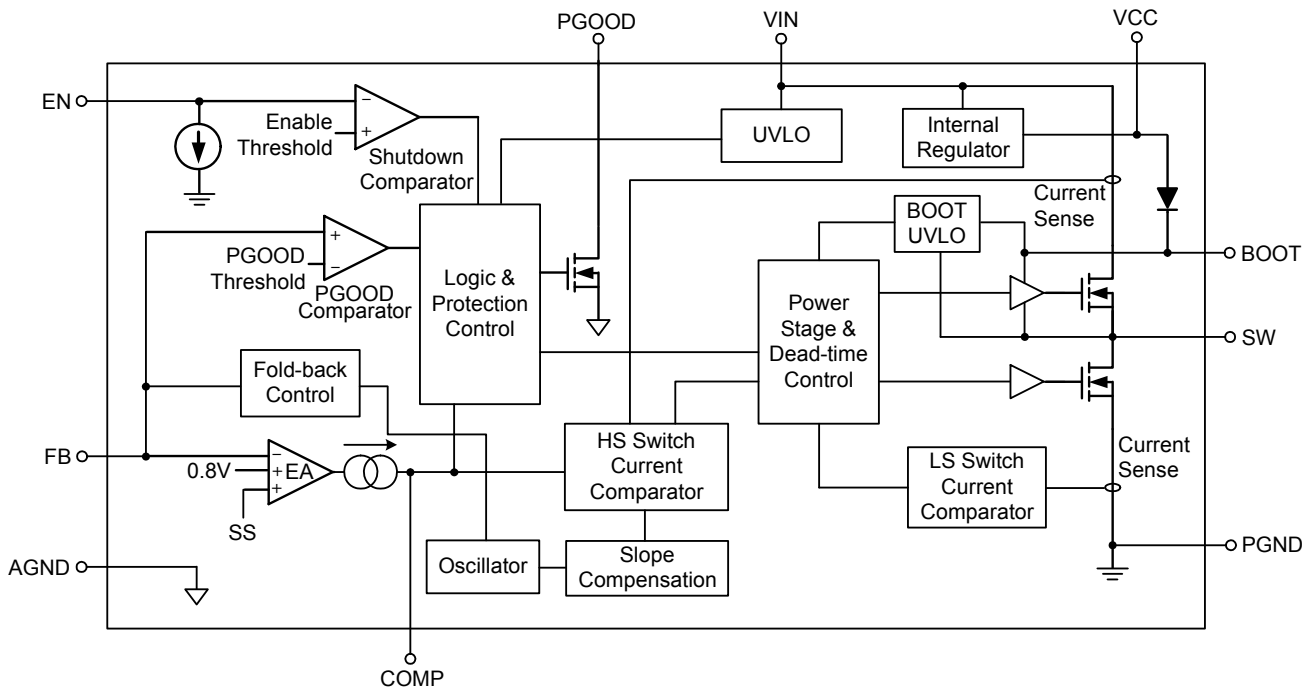 PGOOD
VIN
VCC
EN
Enable
Threshold
−
+
Shutdown
Comparator
UVLO
Internal
Regulator
Current
Sense
BOOT
UVLO
BOOT
PGOOD
Threshold
+
−
PGOOD
Comparator
Logic &
Protection
Control
Power
Stage &
Dead-time
Control
SW
Fold-back
Control
FB
0.8V
SS
−
+
+
EA
HS Switch
Current
Comparator
LS Switch
Current
Comparator
Current
Sense
AGND
Oscillator
Slope
Compensation
PGND
COMP